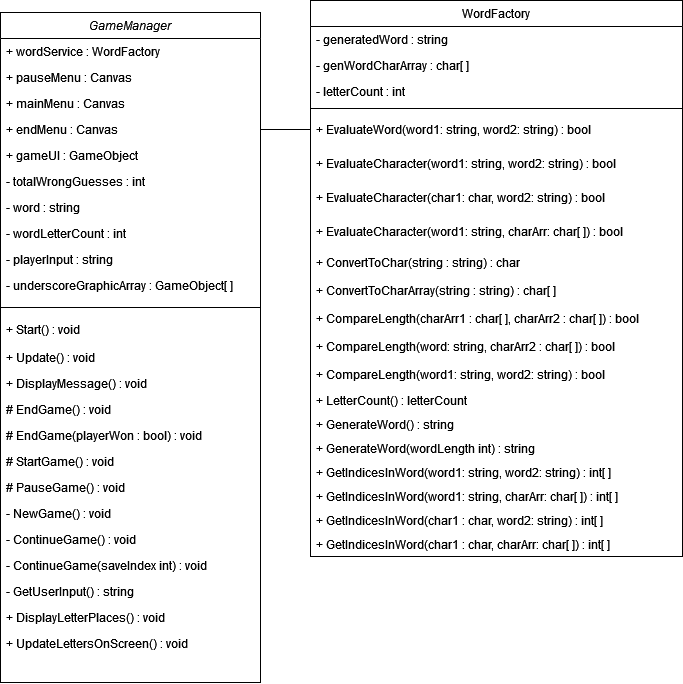 GameManager
+ wordService : WordFactory
+ pauseMenu : Canvas
+ mainMenu : Canvas
+ endMenu : Canvas
+ gameUI : GameObject
- totalWrongGuesses : int
- word : string
- wordLetterCount : int
- playerInput : string
- underscoreGraphicArray : GameObject[ ]
+ Start() : void
+ Update() : void
+ DisplayMessage() : void
# EndGame() : void
# EndGame(playerWon : bool) : void
# StartGame() : void
# PauseGame() : void
- NewGame() : void
- ContinueGame() : void
- ContinueGame(saveIndex int) : void
- GetUserInput() : string
+ DisplayLetterPlaces() : void
+ UpdateLettersOnScreen() : void
WordFactory
- generatedWord : string
- genWordCharArray : char[ ]
- letterCount : int
+ EvaluateWord(word1: string, word2: string) : bool
+ EvaluateCharacter(word1: string, word2: string) : bool
+ EvaluateCharacter(char1: char, word2: string) : bool
+ EvaluateCharacter(word1: string, charArr: char[ ]) : bool
+ ConvertToChar(string : string) : char
+ ConvertToCharArray(string : string) : char[ ]
+ CompareLength(charArr1 : char[ ], charArr2 : char[ ]) : bool
+ CompareLength(word: string, charArr2 : char[ ]) : bool
+ CompareLength(word1: string, word2: string) : bool
+ LetterCount() : letterCount
+ GenerateWord() : string
+ GenerateWord(wordLength int) : string
+ GetIndicesInWord(word1: string, word2: string) : int[ ]
+ GetIndicesInWord(word1: string, charArr: char[ ]) : int[ ]
+ GetIndicesInWord(char1 : char, word2: string) : int[ ]
+ GetIndicesInWord(char1 : char, charArr: char[ ]) : int[ ]